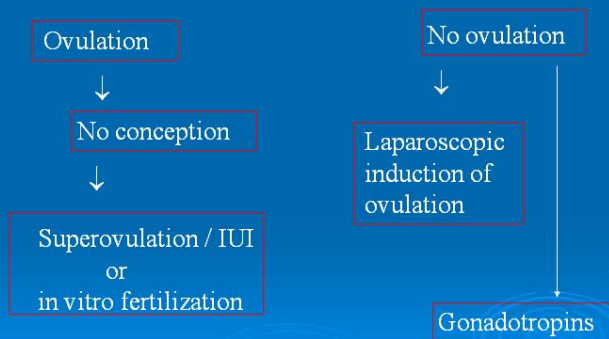 Ovulation
No conception
Superovulation / IUI
or
in vitro fertilization
No ovulation
Laparoscopic
induction of
ovulation
Gonadotropins